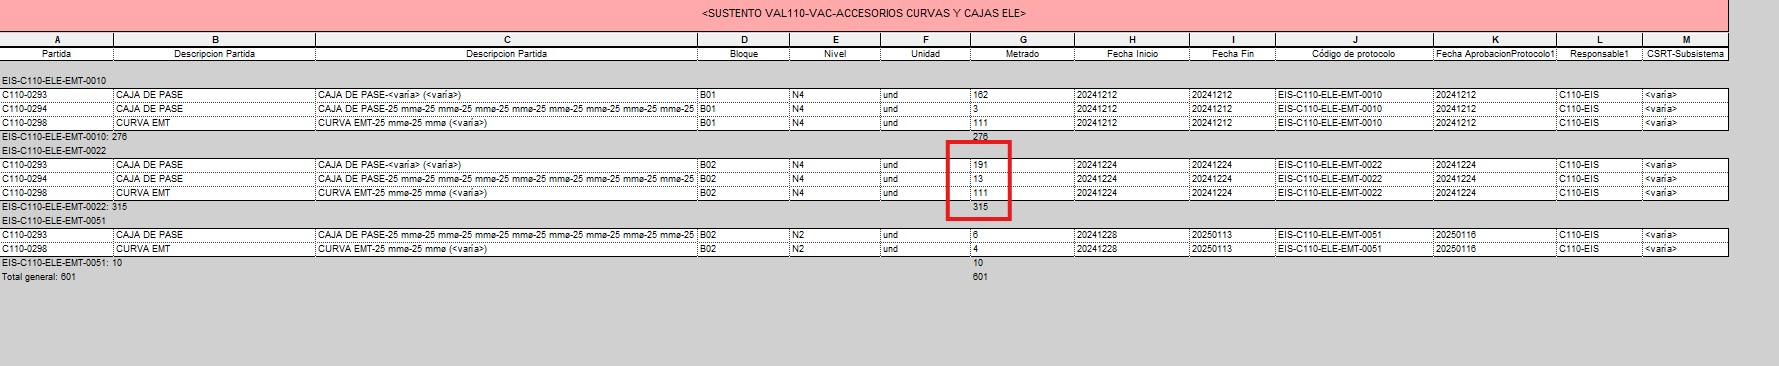 <SUSTENTO VAL110-VAC-ACCESORIOS CURVAS Y CAJAS ELE>
A B C D E F G H I J K L M
Partida Descripcion Partida Descripcion Partida Bloque Nivel Unidad Metrado Fecha Inicio Fecha Fin Código de protocolo Fecha AprobacionProtocolo1 Responsable1 CSRT-Subsistema
EIS-C110-ELE-EMT-0010
C110-0293 CAJA DE PASE CAJA DE PASE-<varía> (<varía>) B01 N4 und 162 20241212 20241212 EIS-C110-ELE-EMT-0010 20241212 C110-EIS <varía>
C110-0294 CAJA DE PASE CAJA DE PASE-25 mmø-25 mmø-25 mmø-25 mmø-25 mmø-25 mmø-25 mmø-25 mmø-25 mmø-25 B01 N4 und 3 20241212 20241212 EIS-C110-ELE-EMT-0010 20241212 C110-EIS <varía>
C110-0298 CURVA EMT CURVA EMT-25 mmø-25 mmø (<varía>) B01 N4 und 111 20241212 20241212 EIS-C110-ELE-EMT-0010 20241212 C110-EIS <varía>
EIS-C110-ELE-EMT-0010: 276 276
EIS-C110-ELE-EMT-0022
C110-0293 CAJA DE PASE CAJA DE PASE-<varía> (<varía>) B02 N4 und 191 20241224 20241224 EIS-C110-ELE-EMT-0022 20241224 C110-EIS <varía>
C110-0294 CAJA DE PASE CAJA DE PASE-25 mmø-25 mmø-25 mmø-25 mmø-25 mmø-25 mmø-25 mmø-25 mmø-25 mmø-25 B02 N4 und 13 20241224 20241224 EIS-C110-ELE-EMT-0022 20241224 C110-EIS <varía>
C110-0298 CURVA EMT CURVA EMT-25 mmø-25 mmø (<varía>) B02 N4 und 111 20241224 20241224 EIS-C110-ELE-EMT-0022 20241224 C110-EIS <varía>
EIS-C110-ELE-EMT-0022: 315 315
EIS-C110-ELE-EMT-0051
C110-0293 CAJA DE PASE CAJA DE PASE-25 mmø-25 mmø-25 mmø-25 mmø-25 mmø-25 mmø-25 mmø-25 mmø-25 mmø-25 B02 N2 und 6 20241228 20250113 EIS-C110-ELE-EMT-0051 20250116 C110-EIS <varía>
C110-0298 CURVA EMT CURVA EMT-25 mmø-25 mmø (<varía>) B02 N2 und 4 20241228 20250113 EIS-C110-ELE-EMT-0051 20250116 C110-EIS <varía>
EIS-C110-ELE-EMT-0051: 10 10
Total general: 601 601